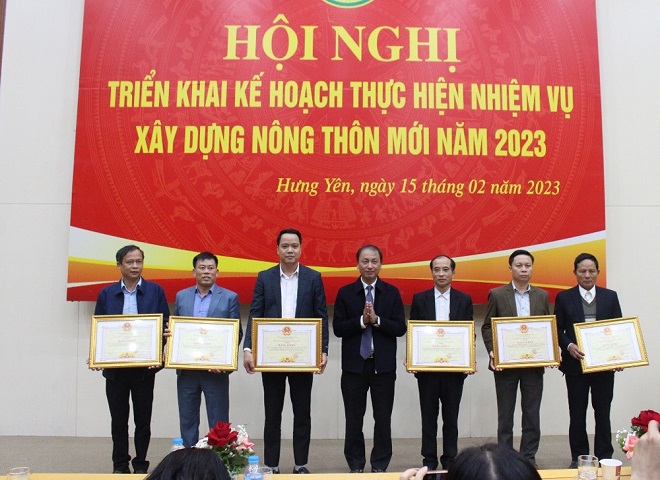 HỘI NGHỊ
TRIỂN KHAI KẾ HOẠCH THỰC HIỆN NHIỆM VỤ
XÂY DỰNG NÔNG THÔN MỚI NĂM 2023
Hưng Yên, ngày 15 tháng 02 năm 2023